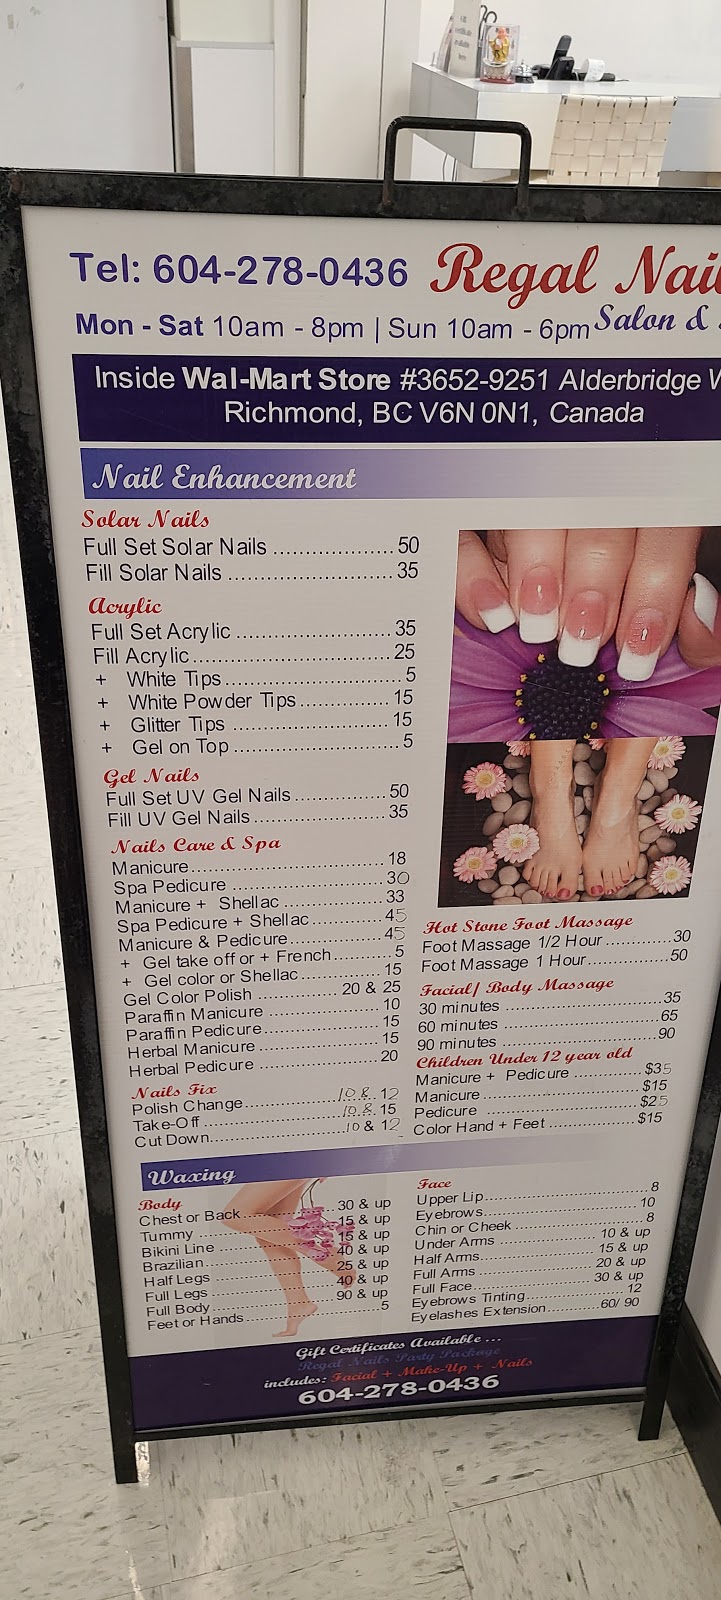 Tel: 604-278-0436 Regal Nail
Mon - Sat 10am - 8pm | Sun 10am - 6pm Salon &
Inside Wal-Mart Store #3652-9251 Alderbridge W
Richmond, BC V6N 0N1, Canada
Nail Enhancement
Solar Nails
Full Set Solar Nails .................... 50
Fill Solar Nails ........................... 35
Acrylic
Full Set Acrylic .......................... 35
Fill Acrylic ................................. 25
+ White Tips ............................. 5
+ White Powder Tips ............... 15
+ Glitter Tips .......................... 15
+ Gel on Top ............................ 5
Gel Nails
Full Set UV Gel Nails ................ 50
Fill UV Gel Nails ....................... 35
Nails Care & Spa
Manicure ................................... 18
Spa Pedicure ............................ 30
Manicure + Shellac ................... 33
Spa Pedicure + Shellac ............. 45
Manicure & Pedicure ................. 45
+ Gel take off or + French .......... 5
+ Gel color or Shellac ............... 15
Gel Color Polish ............. 20 & 25
Paraffin Manicure ..................... 10
Paraffin Pedicure ...................... 15
Herbal Manicure ....................... 15
Herbal Pedicure ....................... 20
Nails Fix
Polish Change ................ 10 & 12
Take-Off ......................... 10 & 15
Cut Down ....................... 10 & 12
Hot Stone Foot Massage
Foot Massage 1/2 Hour ............. 30
Foot Massage 1 Hour ................ 50
Facial/ Body Massage
30 minutes ............................... 35
60 minutes ............................... 65
90 minutes ............................... 90
Children Under 12 year old
Manicure + Pedicure ............... $35
Manicure ................................ $15
Pedicure ................................. $25
Color Hand + Feet .................. $15
Waxing
Body
Chest or Back .............. 30 & up
Tummy ........................ 15 & up
Bikini Line ................... 15 & up
Brazilian ...................... 40 & up
Half Legs ..................... 25 & up
Full Legs ...................... 40 & up
Full Body ..................... 90 & up
Feet or Hands ..................... 5
Face
Upper Lip ............................ 8
Eyebrows ........................... 10
Chin or Cheek ...................... 8
Under Arms ................ 10 & up
Half Arms ................... 15 & up
Full Arms .................... 20 & up
Full Face ..................... 30 & up
Eyebrows Tinting ................ 12
Eyelashes Extension ...... 60/ 90
Gift Certificates Available ...
Regal Nails Party Package
includes: Facial + Make-Up + Nails
604-278-0436